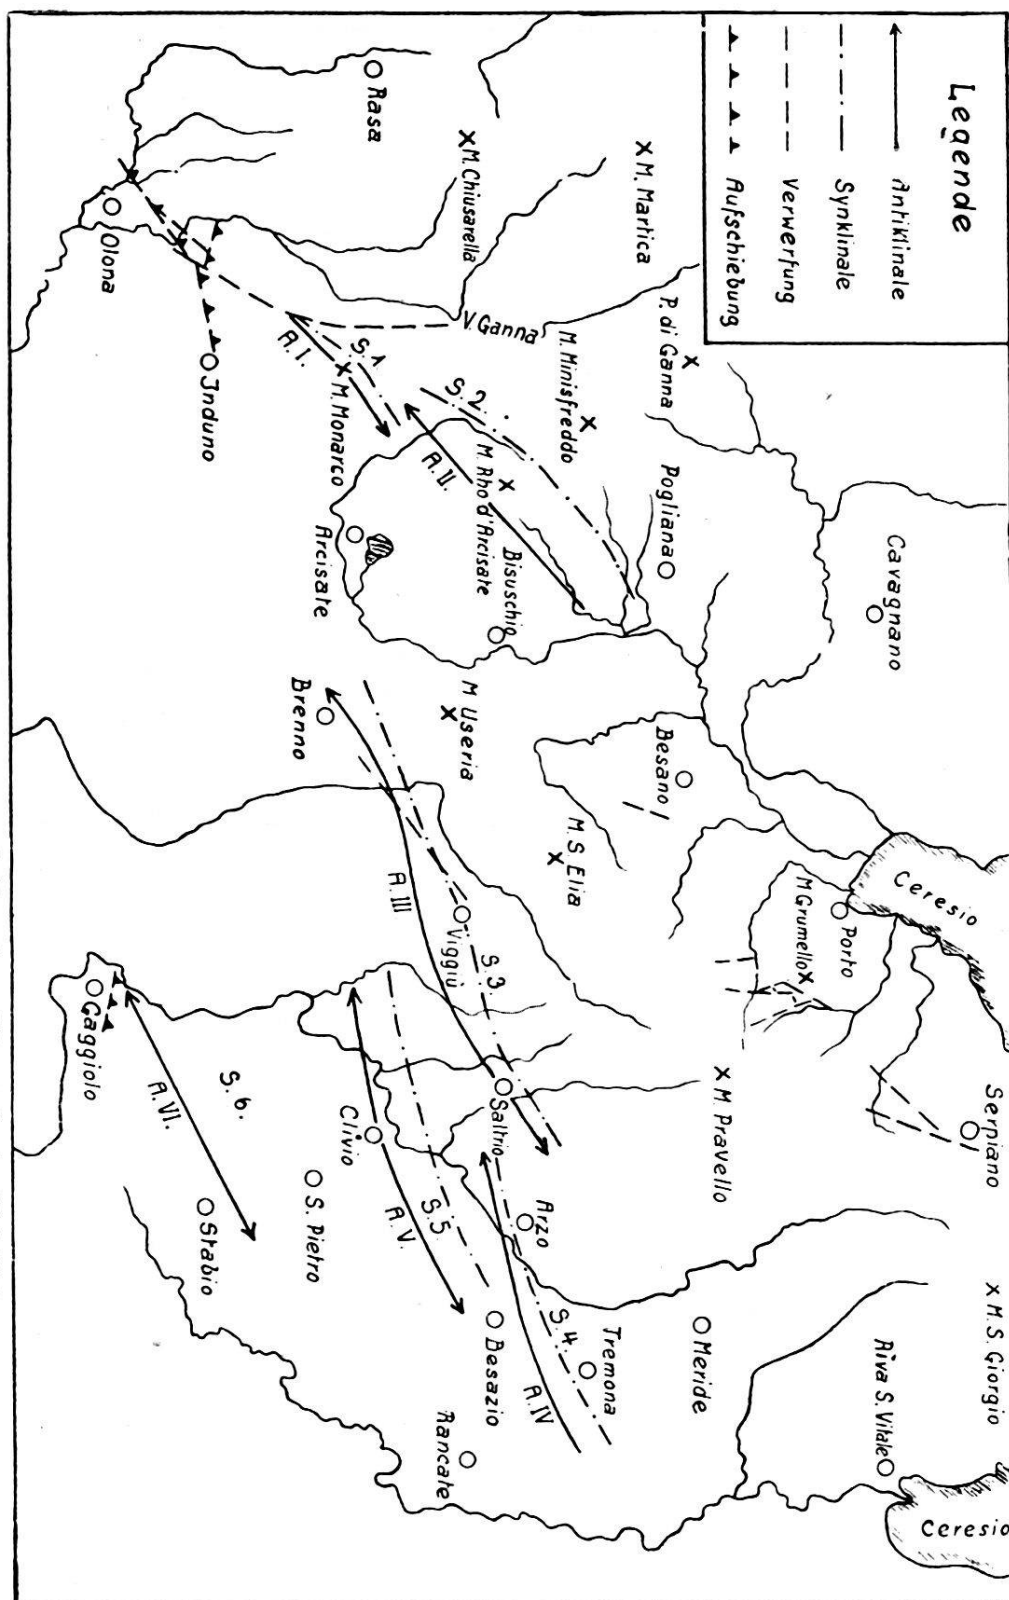 Legende
Antiklinale
Synklinale
Verwerfung
Aufschiebung
Rasa
X M. Chiusarella
X M. Martica
P. di Ganna
X
V. Ganna
M. Minisfreddo
X
Olona
Induno
A. I.
S. 1
X M. Monarco
S. 2.
A. II.
M. Rho d'Arcisate
X
Pogliana
Cavagnano
Arcisate
Bisuschio
Brenno
M Useria
X
Besano
M. S. Elia
X
Ceresio
Porto
M Grumello X
A. III
Viggiù
S. 3
Gaggiolo
A. VI.
S. 6.
Clivio
Saltrio
X M. Pravello
Serpiano
Stabio
S. Pietro
A. V.
S. 5
Arzo
Besazio
S. 4.
Tremona
A. IV
Meride
X M. S. Giorgio
Riva S. Vitale
Rancate
Ceresio